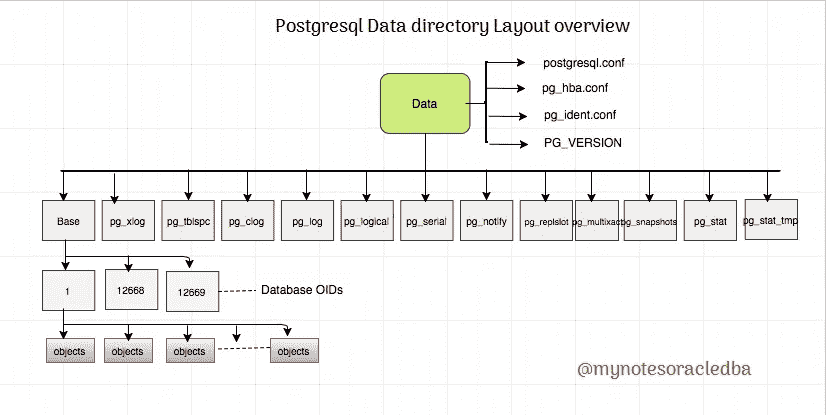 Postgresql Data directory Layout overview
postgresql.conf
pg_hba.conf
Data
pg_ident.conf
PG_VERSION
Base pg_xlog pg_tblspc pg_clog pg_log pg_logical pg_serial pg_notify pg_replslot pg_multixact pg_snapshots pg_stat pg_stat_tmp
1 12668 12669 Database OIDs
objects objects objects objects
@mynotesoracledba